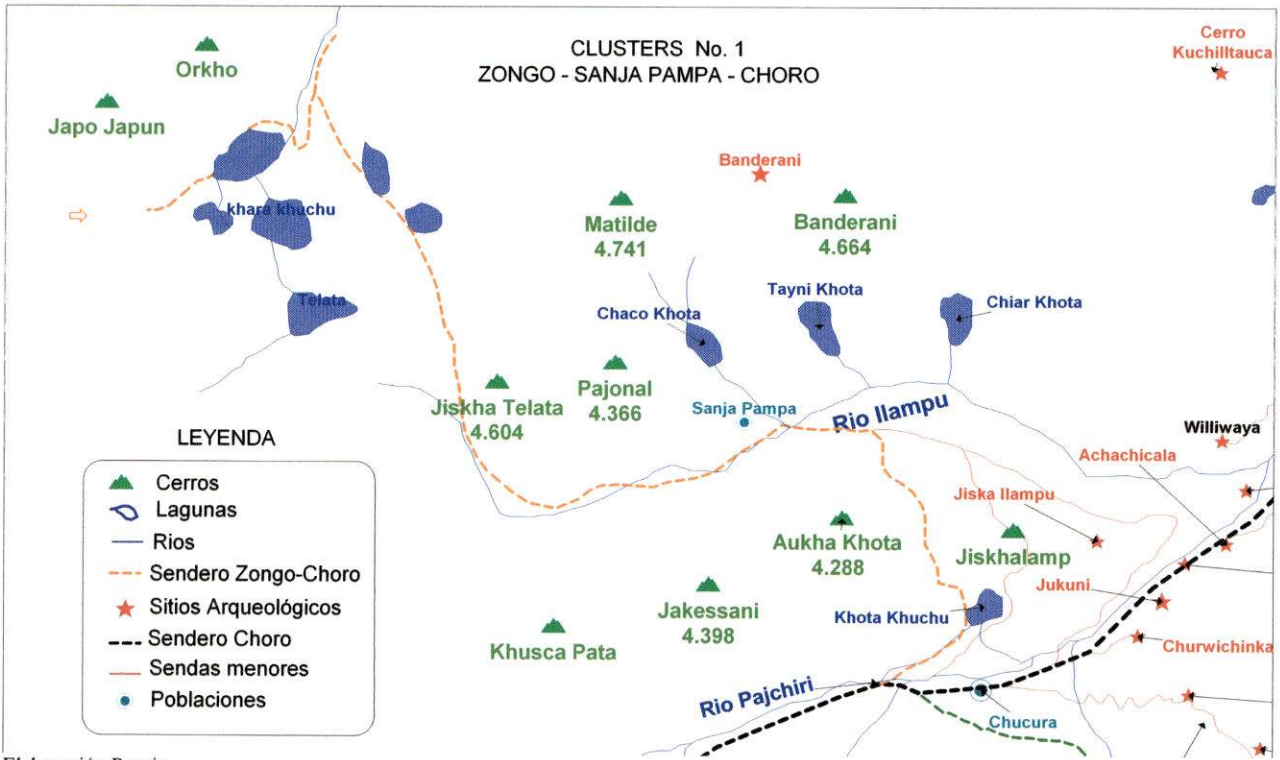 CLUSTERS No. 1
ZONGO - SANJA PAMPA - CHORO
Cerro
Kuchilltauca
Orkho
Japo Japun
Banderani
khara khuchu
Matilde
4.741
Banderani
4.664
Telata
Chaco Khota
Tayni Khota
Chiar Khota
Jiskha Telata
4.604
Pajonal
4.366
Sanja Pampa
Rio Ilampu
Williwaya
Achachicala
Jiska Ilampu
Aukha Khota
4.288
Jiskhalamp
Jukuni
Jakessani
4.398
Khota Khuchu
Khusca Pata
Churwichinka
Rio Pajchiri
Chucura
LEYENDA
Cerros
Lagunas
Rios
Sendero Zongo-Choro
Sitios Arqueológicos
Sendero Choro
Sendas menores
Poblaciones